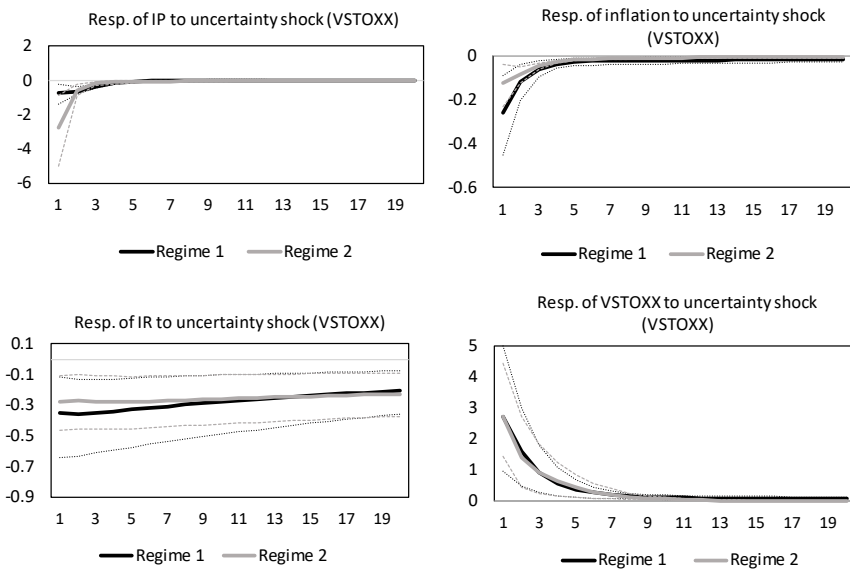 Resp. of IP to uncertainty shock (VSTOXX)
2
0
-2
-4
-6
1 3 5 7 9 11 13 15 17 19
Regime 1 Regime 2
Resp. of inflation to uncertainty shock
(VSTOXX)
0
-0.2
-0.4
-0.6
1 3 5 7 9 11 13 15 17 19
Regime 1 Regime 2
Resp. of IR to uncertainty shock (VSTOXX)
0.1
-0.1
-0.3
-0.5
-0.7
-0.9
1 3 5 7 9 11 13 15 17 19
Regime 1 Regime 2
Resp. of VSTOXX to uncertainty shock
(VSTOXX)
5
4
3
2
1
0
1 3 5 7 9 11 13 15 17 19
Regime 1 Regime 2